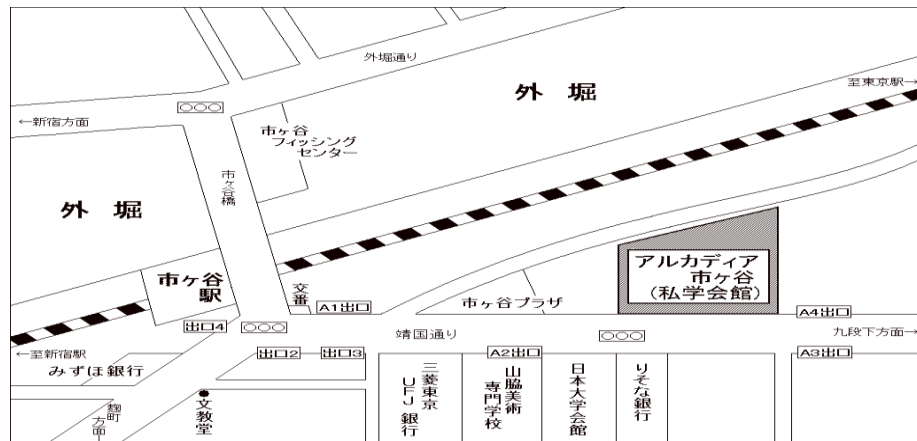 外堀通り
至東京駅→
外 堀
○○○
←新宿方面
市ヶ谷
フィッシング
センター
市ヶ谷橋
外 堀
アルカディア
市ヶ谷
(私学会館)
市ヶ谷
駅
交番
A1出口
市ヶ谷プラザ
A4出口
出口4
○○○
靖国通り
○○○
九段下方面→
←至新宿駅
出口2
出口3
A2出口
A3出口
みずほ銀行
三菱東京
UFJ銀行
山脇美術
専門学校
日本大学会館
りそな銀行
●文教堂
麹町
方面